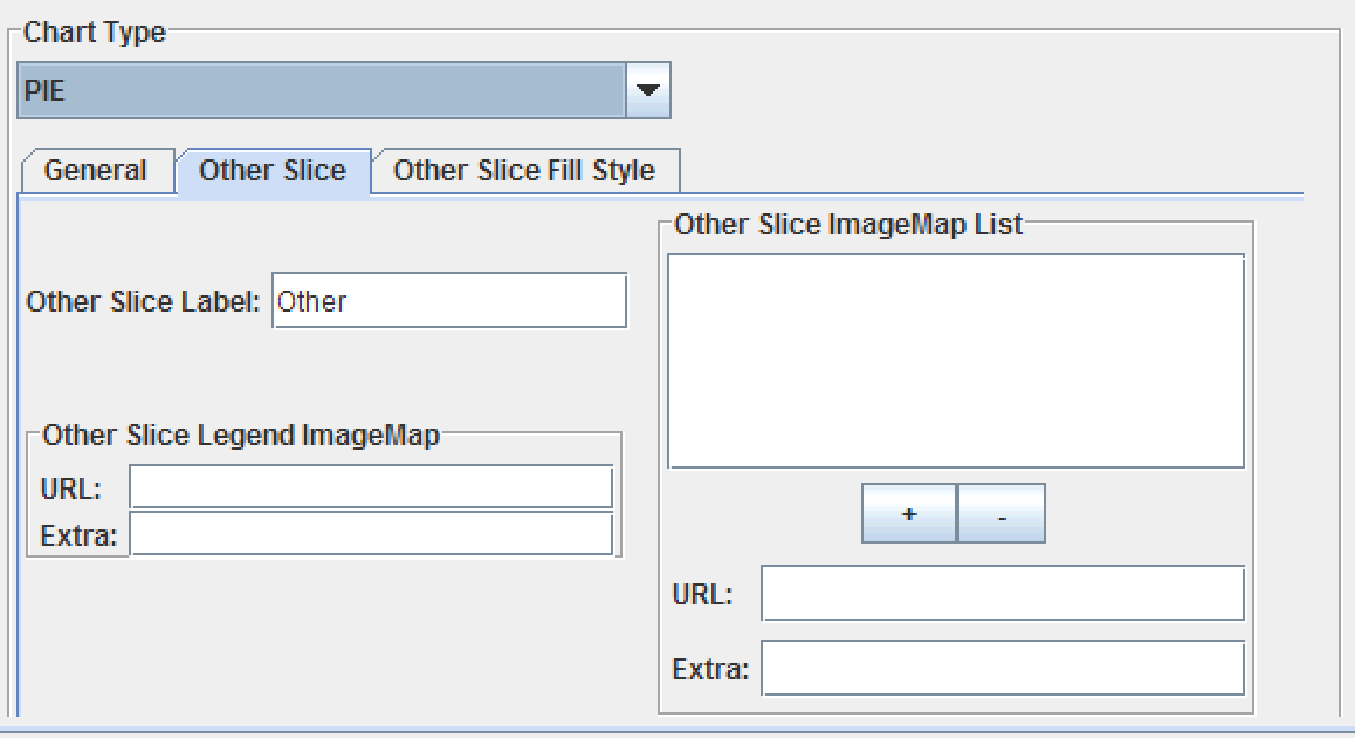 Chart Type
PIE
General
Other Slice
Other Slice Fill Style
Other Slice Label: Other
Other Slice Legend ImageMap
URL:
Extra:
Other Slice ImageMap List
+
-
URL:
Extra: